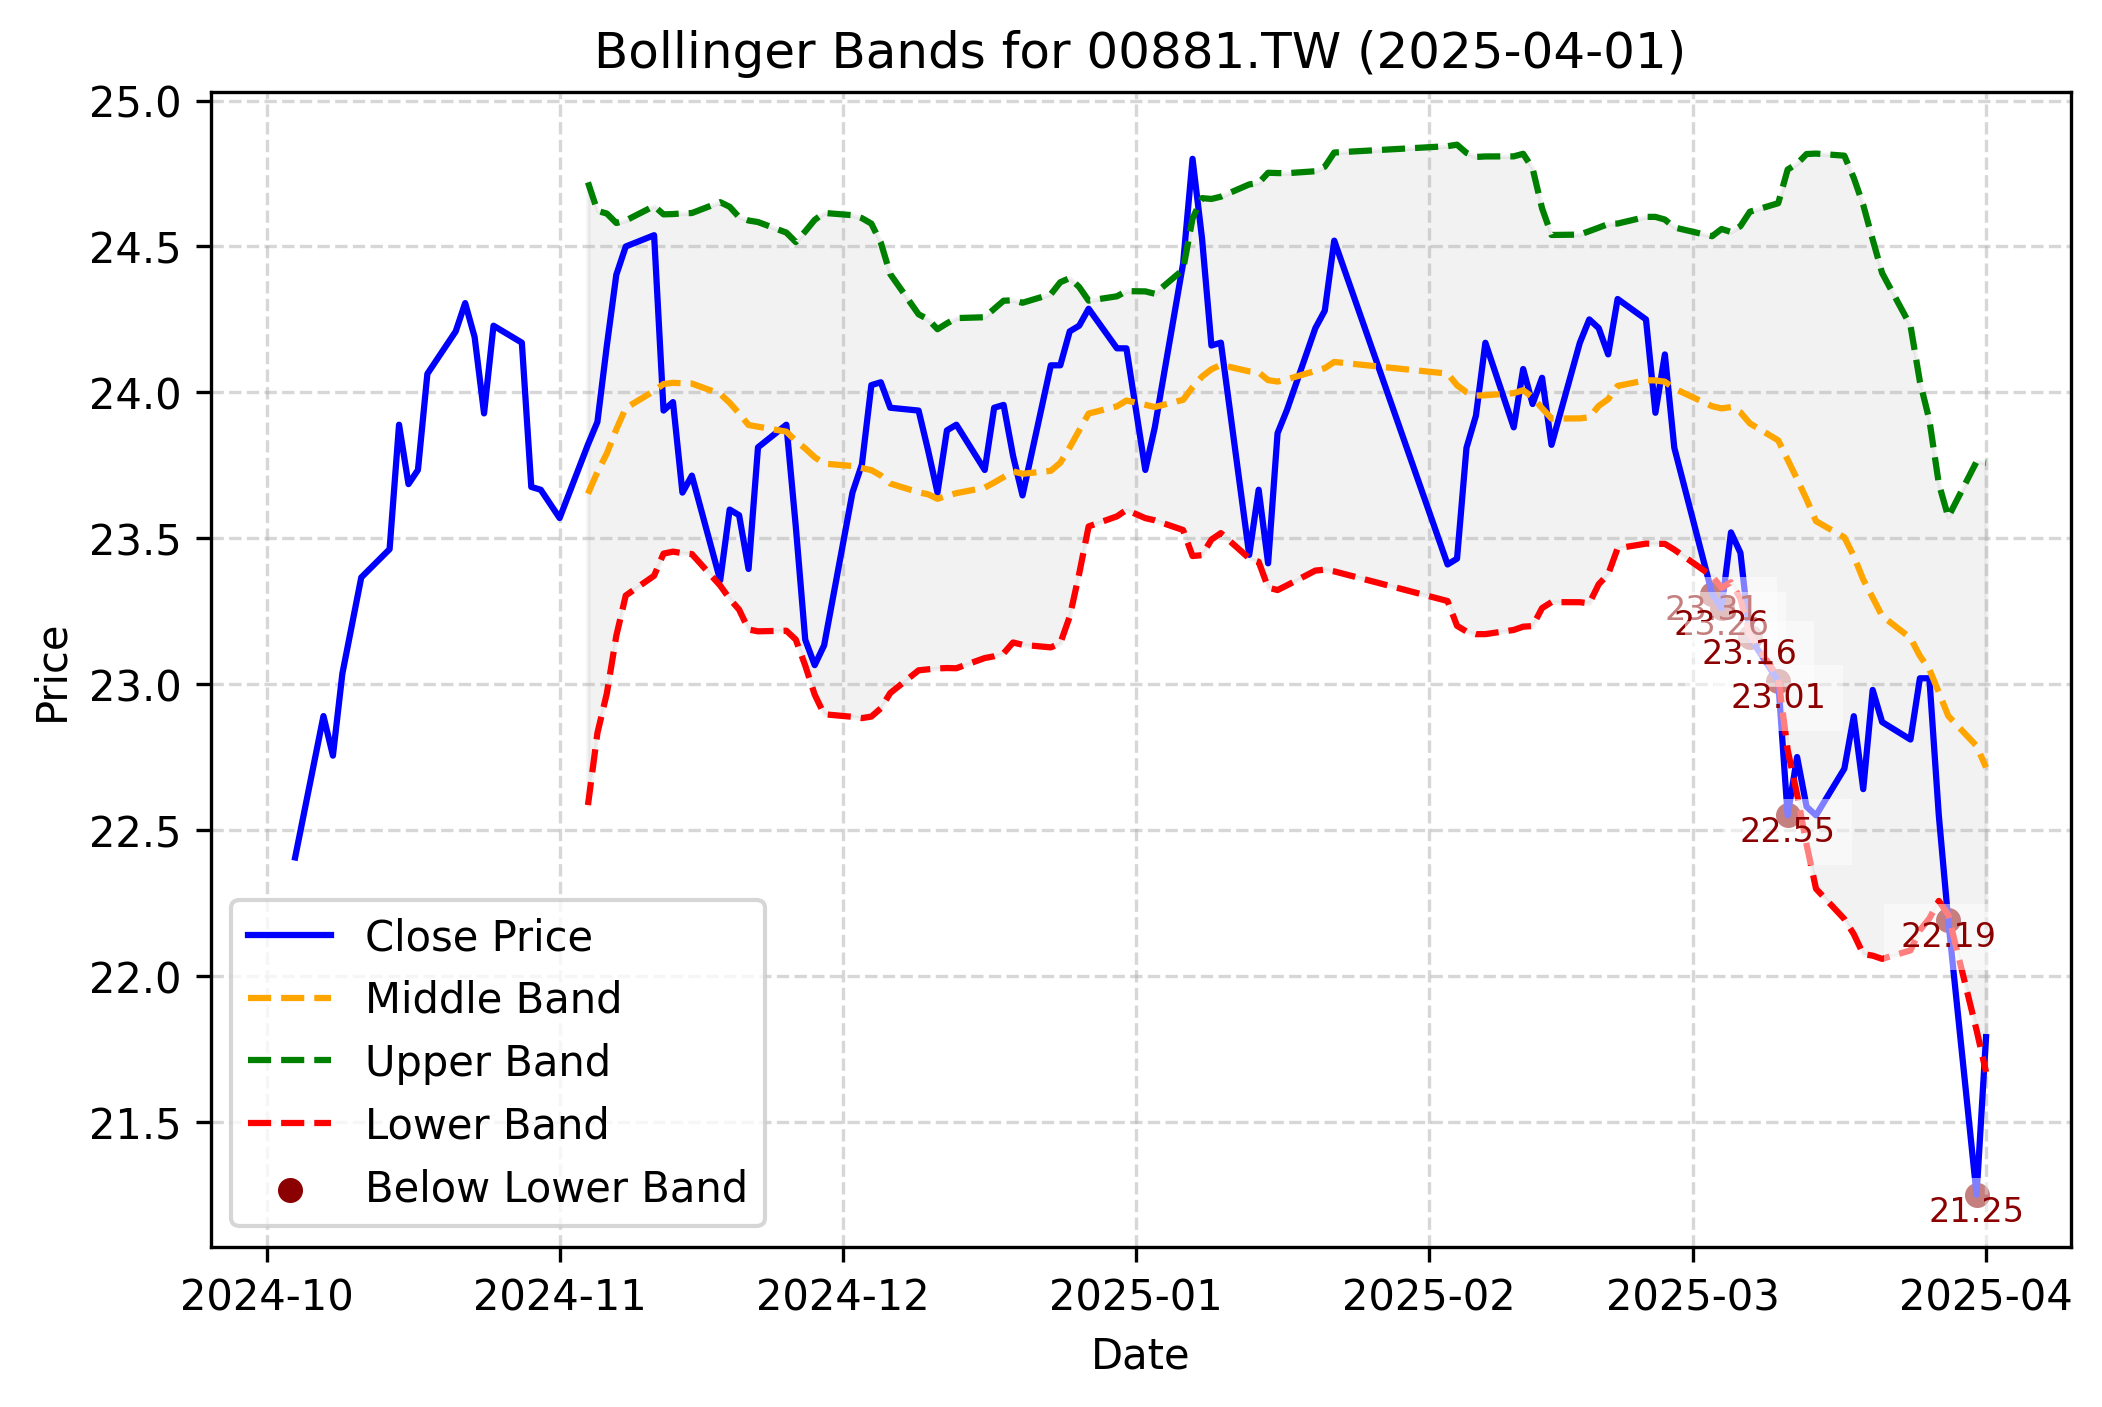 Bollinger Bands for 00881.TW (2025-04-01)
Price
25.0
24.5
24.0
23.5
23.0
22.5
22.0
21.5
23.31
23.26
23.16
23.01
22.55
22.19
21.25
Close Price
Middle Band
Upper Band
Lower Band
Below Lower Band
2024-10 2024-11 2024-12 2025-01 2025-02 2025-03 2025-04
Date